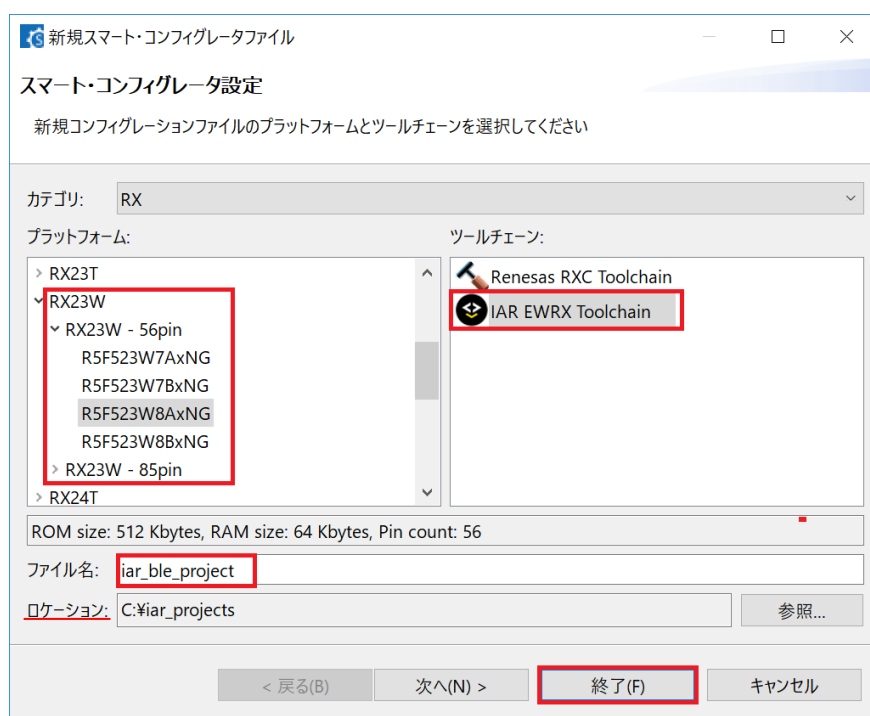 新規スマート・コンフィグレータファイル
スマート・コンフィグレータ設定
新規コンフィグレーションファイルのプラットフォームとツールチェーンを選択してください
カテゴリ: RX
プラットフォーム: ツールチェーン:
RX23T
RX23W
RX23W - 56pin
R5F523W7AxNG
R5F523W7BxNG
R5F523W8AxNG
R5F523W8BxNG
RX23W - 85pin
RX24T
Renesas RXC Toolchain
IAR EWRX Toolchain
ROM size: 512 Kbytes, RAM size: 64 Kbytes, Pin count: 56
ファイル名: iar_ble_project
ロケーション: C:¥iar_projects 参照...
< 戻る(B) 次へ(N) > 終了(F) キャンセル